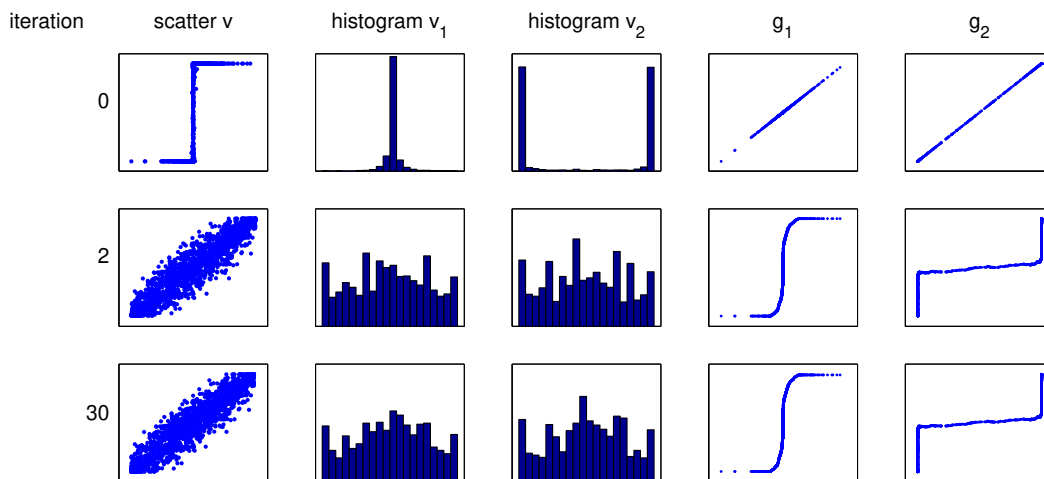 iteration scatter v histogram v₁ histogram v₂ g₁ g₂
0
2
30